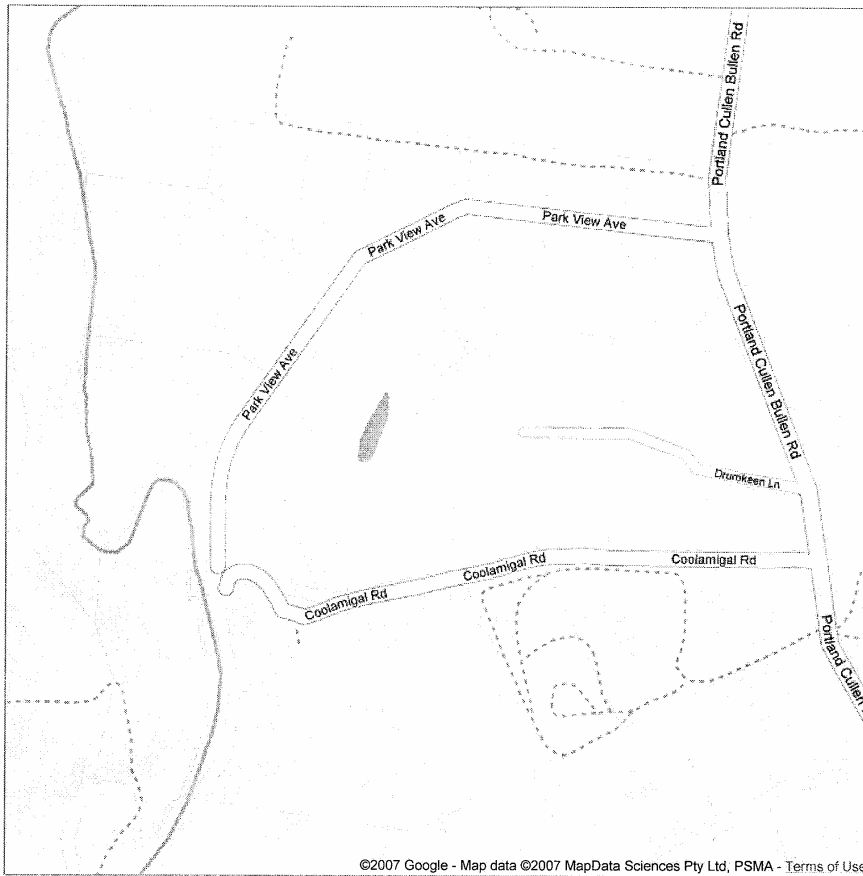 Portland Cullen Bullen Rd
Park View Ave
Park View Ave
Park View Ave
Portland Cullen Bullen Rd
Drumkeen Ln
Coolamigal Rd
Coolamigal Rd
Coolamigal Rd
Portland Cullen
©2007 Google - Map data ©2007 MapData Sciences Pty Ltd, PSMA - Terms of Use